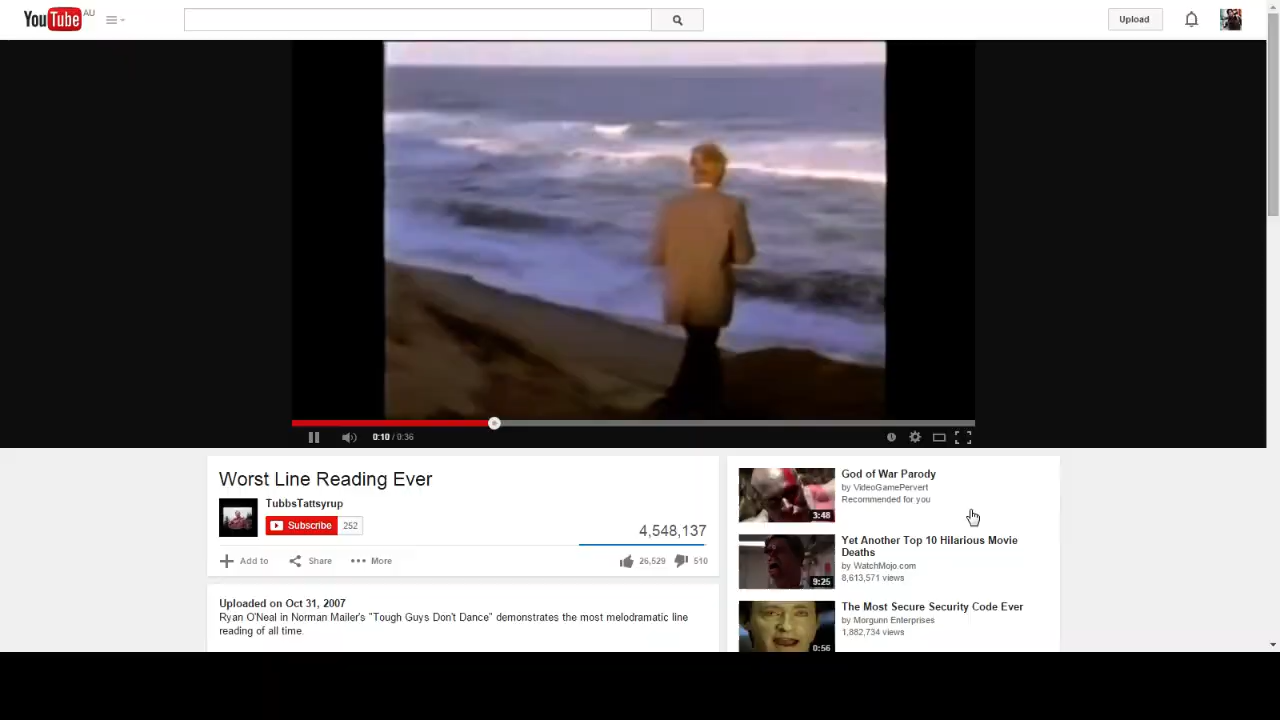 YouTube AU
Upload
0:10 / 0:36
Worst Line Reading Ever
TubbsTattsyrup
Subscribe 252
4,548,137
Add to Share More 26,529 510
Uploaded on Oct 31, 2007
Ryan O'Neal in Norman Mailer's "Tough Guys Don't Dance" demonstrates the most melodramatic line
reading of all time.
God of War Parody
by VideoGamePervert
Recommended for you
3:48
Yet Another Top 10 Hilarious Movie
Deaths
by WatchMojo.com
8,613,571 views
9:25
The Most Secure Security Code Ever
by Morgunn Enterprises
1,882,734 views
0:56